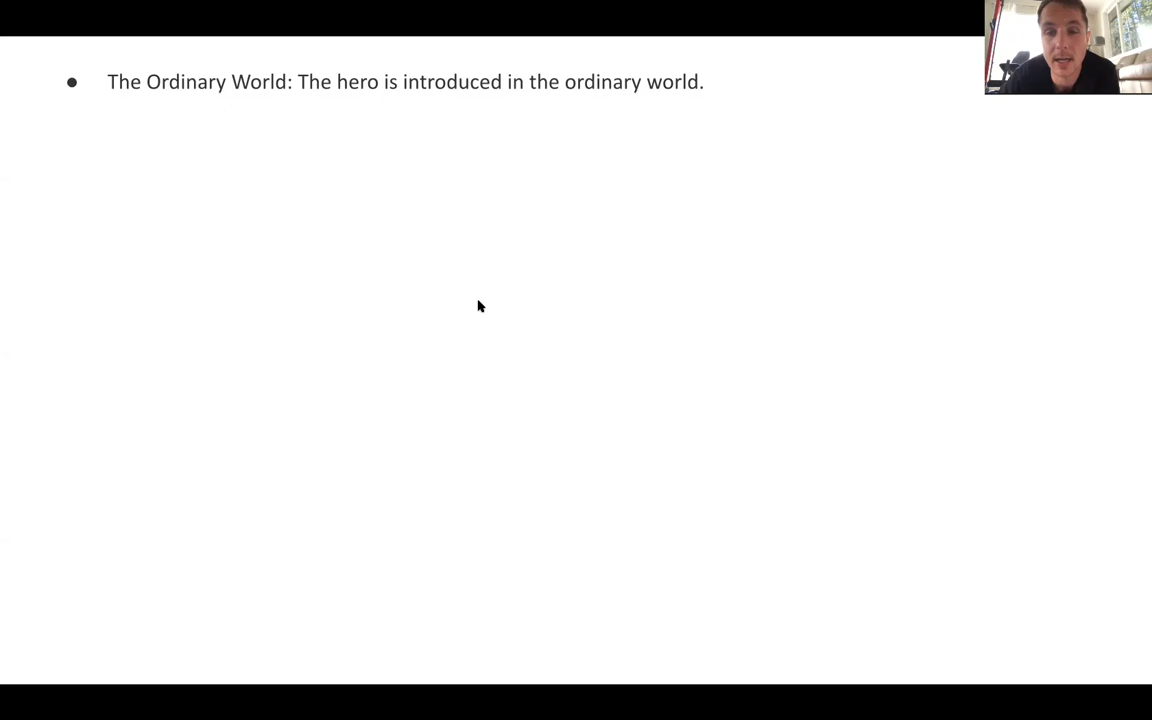 ● The Ordinary World: The hero is introduced in the ordinary world.